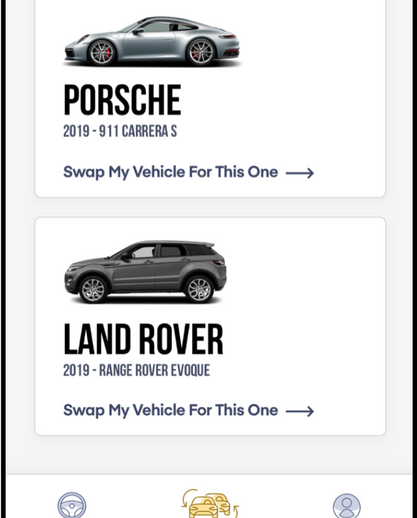 PORSCHE
2019 - 911 CARRERA S
Swap My Vehicle For This One
LAND ROVER
2019 - RANGE ROVER EVOQUE
Swap My Vehicle For This One